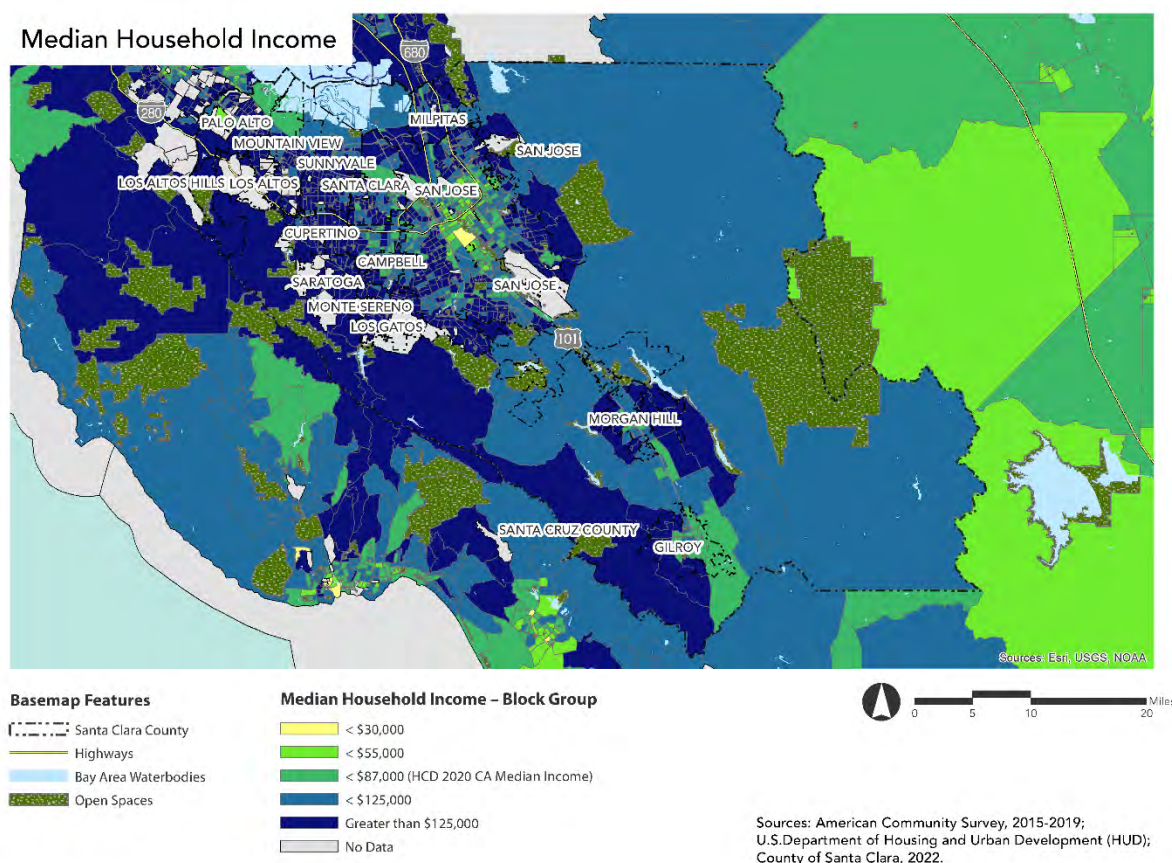 Median Household Income
680
280
PALO ALTO
MILPITAS
MOUNTAIN VIEW
SAN JOSE
SUNNYVALE
LOS ALTOS HILLS
LOS ALTOS
SANTA CLARA
SAN JOSE
CUPERTINO
CAMPBELL
SARATOGA
SAN JOSE
MONTE SERENO
LOS GATOS
101
MORGAN HILL
SANTA CRUZ COUNTY
GILROY
Sources: Esri, USGS, NOAA
Basemap Features
Santa Clara County
Highways
Bay Area Waterbodies
Open Spaces
Median Household Income – Block Group
< $30,000
< $55,000
< $87,000 (HCD 2020 CA Median Income)
< $125,000
Greater than $125,000
No Data
Miles
0 5 10 20
Sources: American Community Survey, 2015-2019;
U.S.Department of Housing and Urban Development (HUD);
County of Santa Clara, 2022.